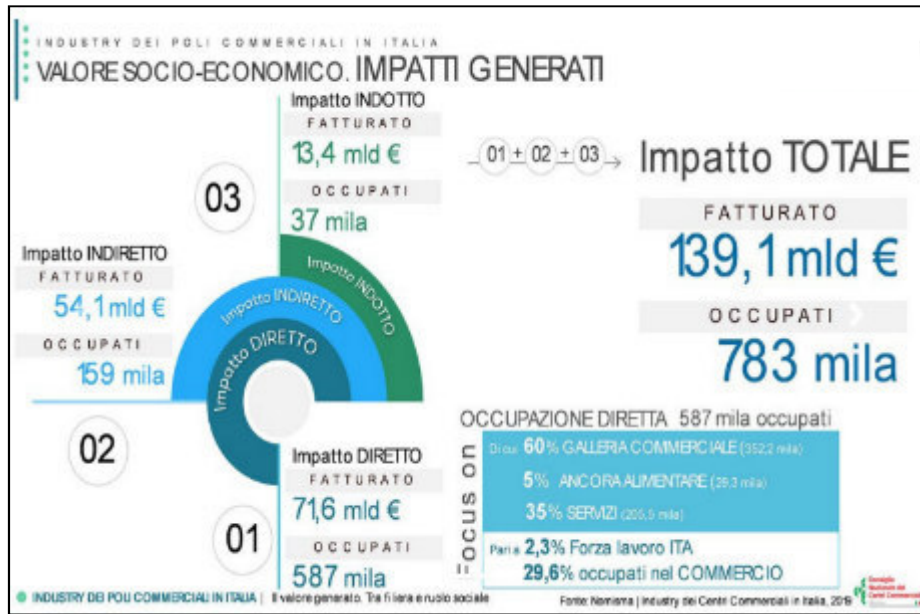 INDUSTRY DEI POLI COMMERCIALI IN ITALIA
VALORE SOCIO-ECONOMICO. IMPATTI GENERATI
Impatto INDOTTO
FATTURATO
13,4 mld €
OCCUPATI
37 mila
03
01 + 02 + 03
Impatto TOTALE
FATTURATO
139,1 mld €
OCCUPATI
783 mila
Impatto INDIRETTO
FATTURATO
54,1 mld €
OCCUPATI
159 mila
02
Impatto INDOTTO
Impatto INDIRETTO
Impatto DIRETTO
Impatto DIRETTO
FATTURATO
71,6 mld €
OCCUPATI
587 mila
01
OCCUPAZIONE DIRETTA 587 mila occupati
Focus on
Di cui 60% GALLERIA COMMERCIALE (352,2 mila)
5% ANCORA ALIMENTARE (29,3 mila)
35% SERVIZI (205,5 mila)
Pari a 2,3% Forza lavoro ITA
29,6% occupati nel COMMERCIO
INDUSTRY DEI POLI COMMERCIALI IN ITALIA | Il valore generato. Tra filiera e ruolo sociale
Fonte: Nomisma | Industry dei Centri Commerciali in Italia, 2019
Consiglio
Nazionale dei
Centri Commerciali